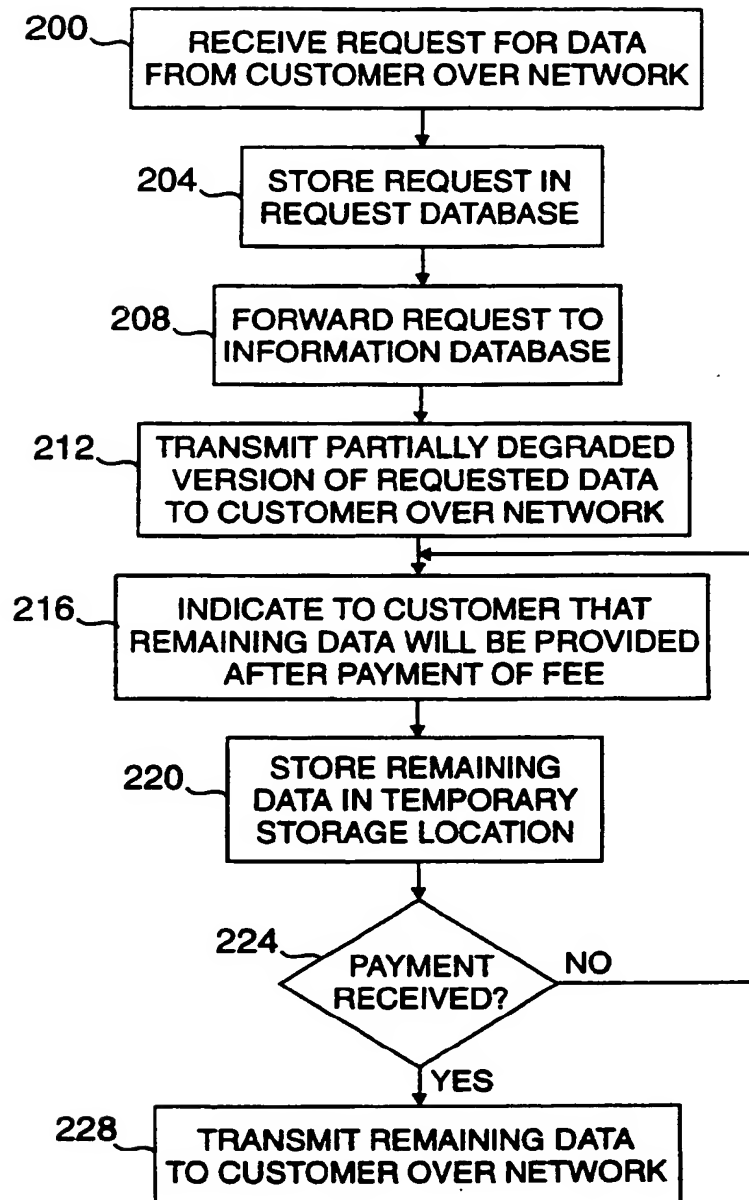 200
RECEIVE REQUEST FOR DATA
FROM CUSTOMER OVER NETWORK
204
STORE REQUEST IN
REQUEST DATABASE
208
FORWARD REQUEST TO
INFORMATION DATABASE
212
TRANSMIT PARTIALLY DEGRADED
VERSION OF REQUESTED DATA
TO CUSTOMER OVER NETWORK
216
INDICATE TO CUSTOMER THAT
REMAINING DATA WILL BE PROVIDED
AFTER PAYMENT OF FEE
220
STORE REMAINING
DATA IN TEMPORARY
STORAGE LOCATION
224
PAYMENT
RECEIVED?
NO
YES
228
TRANSMIT REMAINING DATA
TO CUSTOMER OVER NETWORK